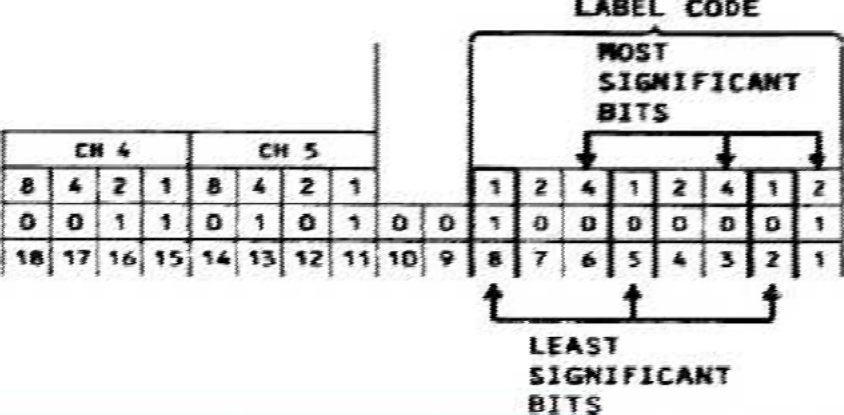 LABEL CODE
MOST
SIGNIFICANT
BITS
CH 4 CH 5
8 4 2 1 8 4 2 1 1 2 4 1 2 4 1 2
0 0 1 1 0 1 0 1 0 0 1 0 0 0 0 0 0 1
18 17 16 15 14 13 12 11 10 9 8 7 6 5 4 3 2 1
LEAST
SIGNIFICANT
BITS